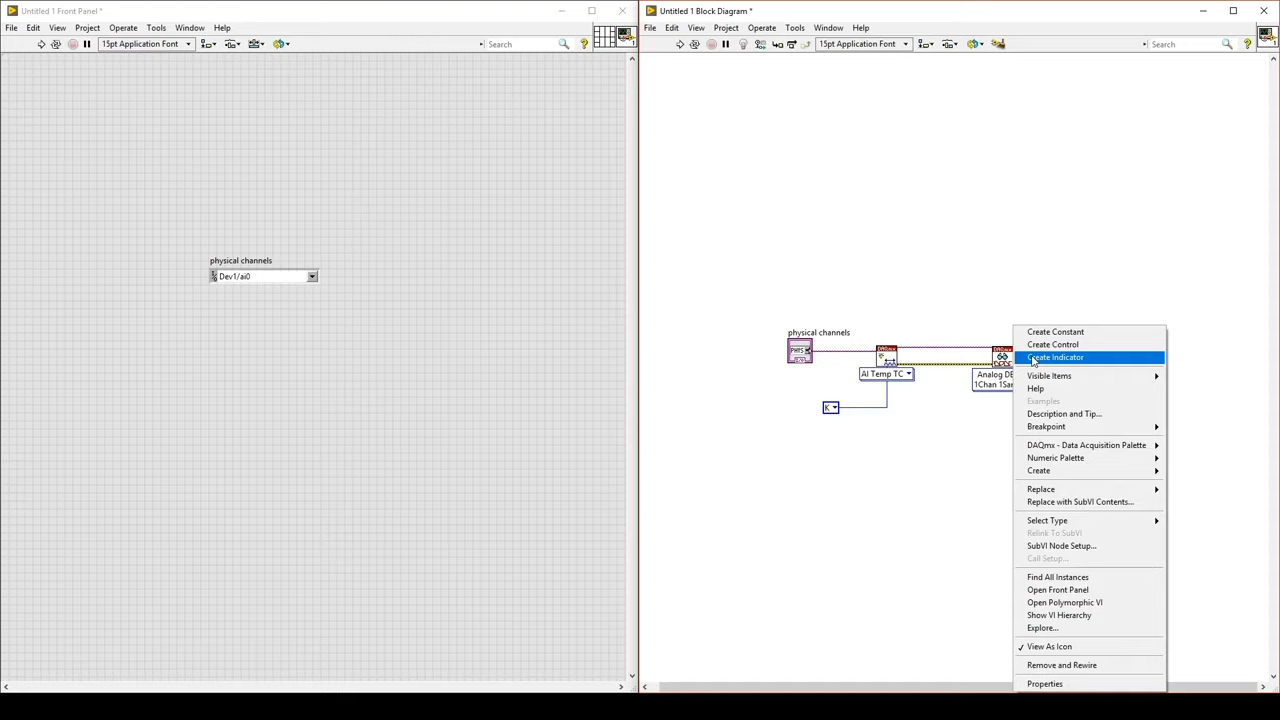 Untitled 1 Front Panel *
File Edit View Project Operate Tools Window Help
15pt Application Font
Search
physical channels
Dev1/ai0
Untitled 1 Block Diagram *
File Edit View Project Operate Tools Window Help
15pt Application Font
Search
physical channels
AI Temp TC
K
Analog DB
1Chan 1Sam
Create Constant
Create Control
Create Indicator
Visible Items
Help
Examples
Description and Tip...
Breakpoint
DAQmx - Data Acquisition Palette
Numeric Palette
Create
Replace
Replace with SubVI Contents...
Select Type
Relink To SubVI
SubVI Node Setup...
Call Setup...
Find All Instances
Open Front Panel
Open Polymorphic VI
Show VI Hierarchy
Explore...
View As Icon
Remove and Rewire
Properties